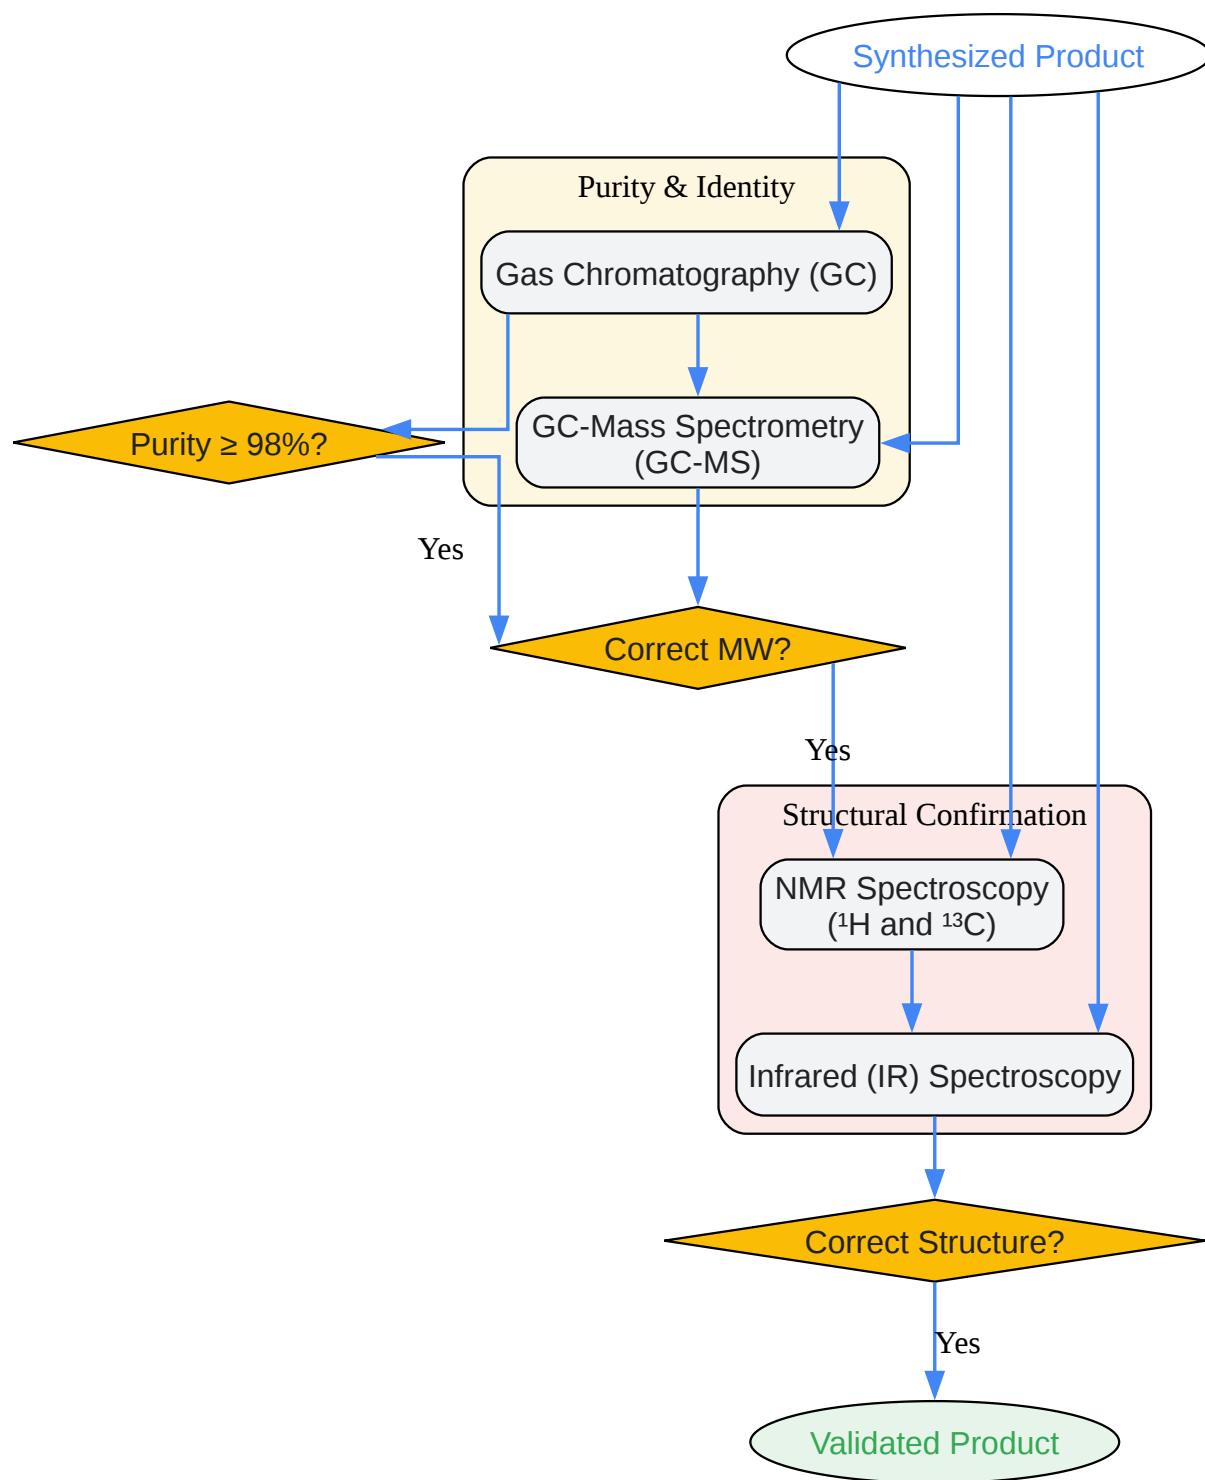 Synthesized Product
Purity & Identity
Gas Chromatography (GC)
GC-Mass Spectrometry
(GC-MS)
Purity ≥ 98%?
Yes
Correct MW?
Yes
Structural Confirmation
NMR Spectroscopy
(¹H and ¹³C)
Infrared (IR) Spectroscopy
Correct Structure?
Yes
Validated Product